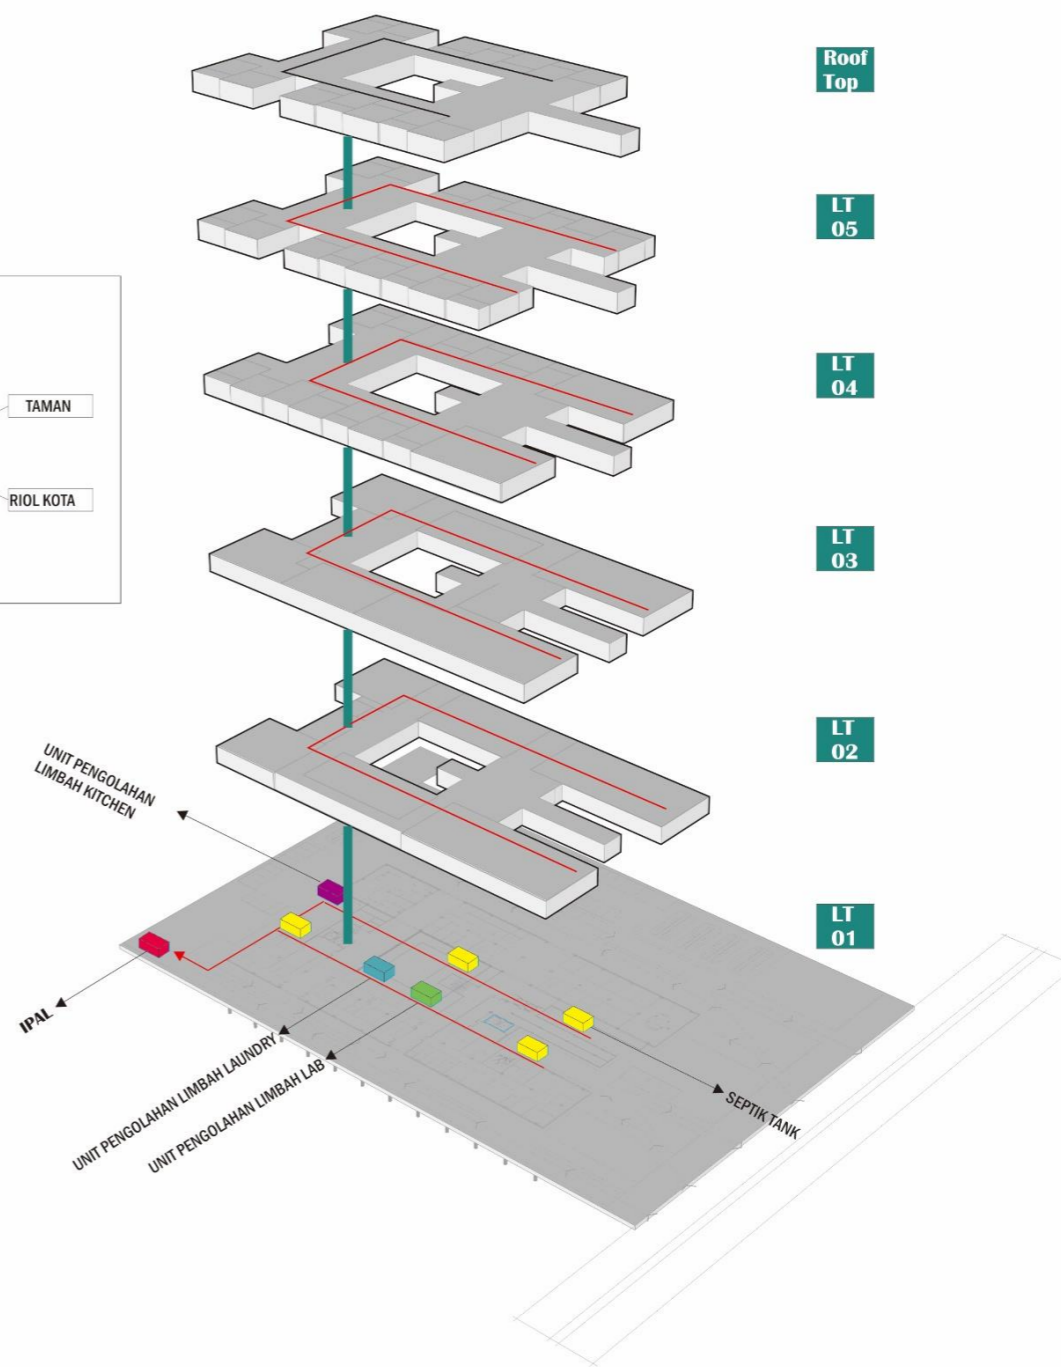 Roof
Top
LT
05
LT
04
TAMAN
RIOL KOTA
LT
03
LT
02
UNIT PENGOLAHAN
LIMBAH KITCHEN
LT
01
IPAL
UNIT PENGOLAHAN LIMBAH LAUNDRY
UNIT PENGOLAHAN LIMBAH LAB
SEPTIK TANK